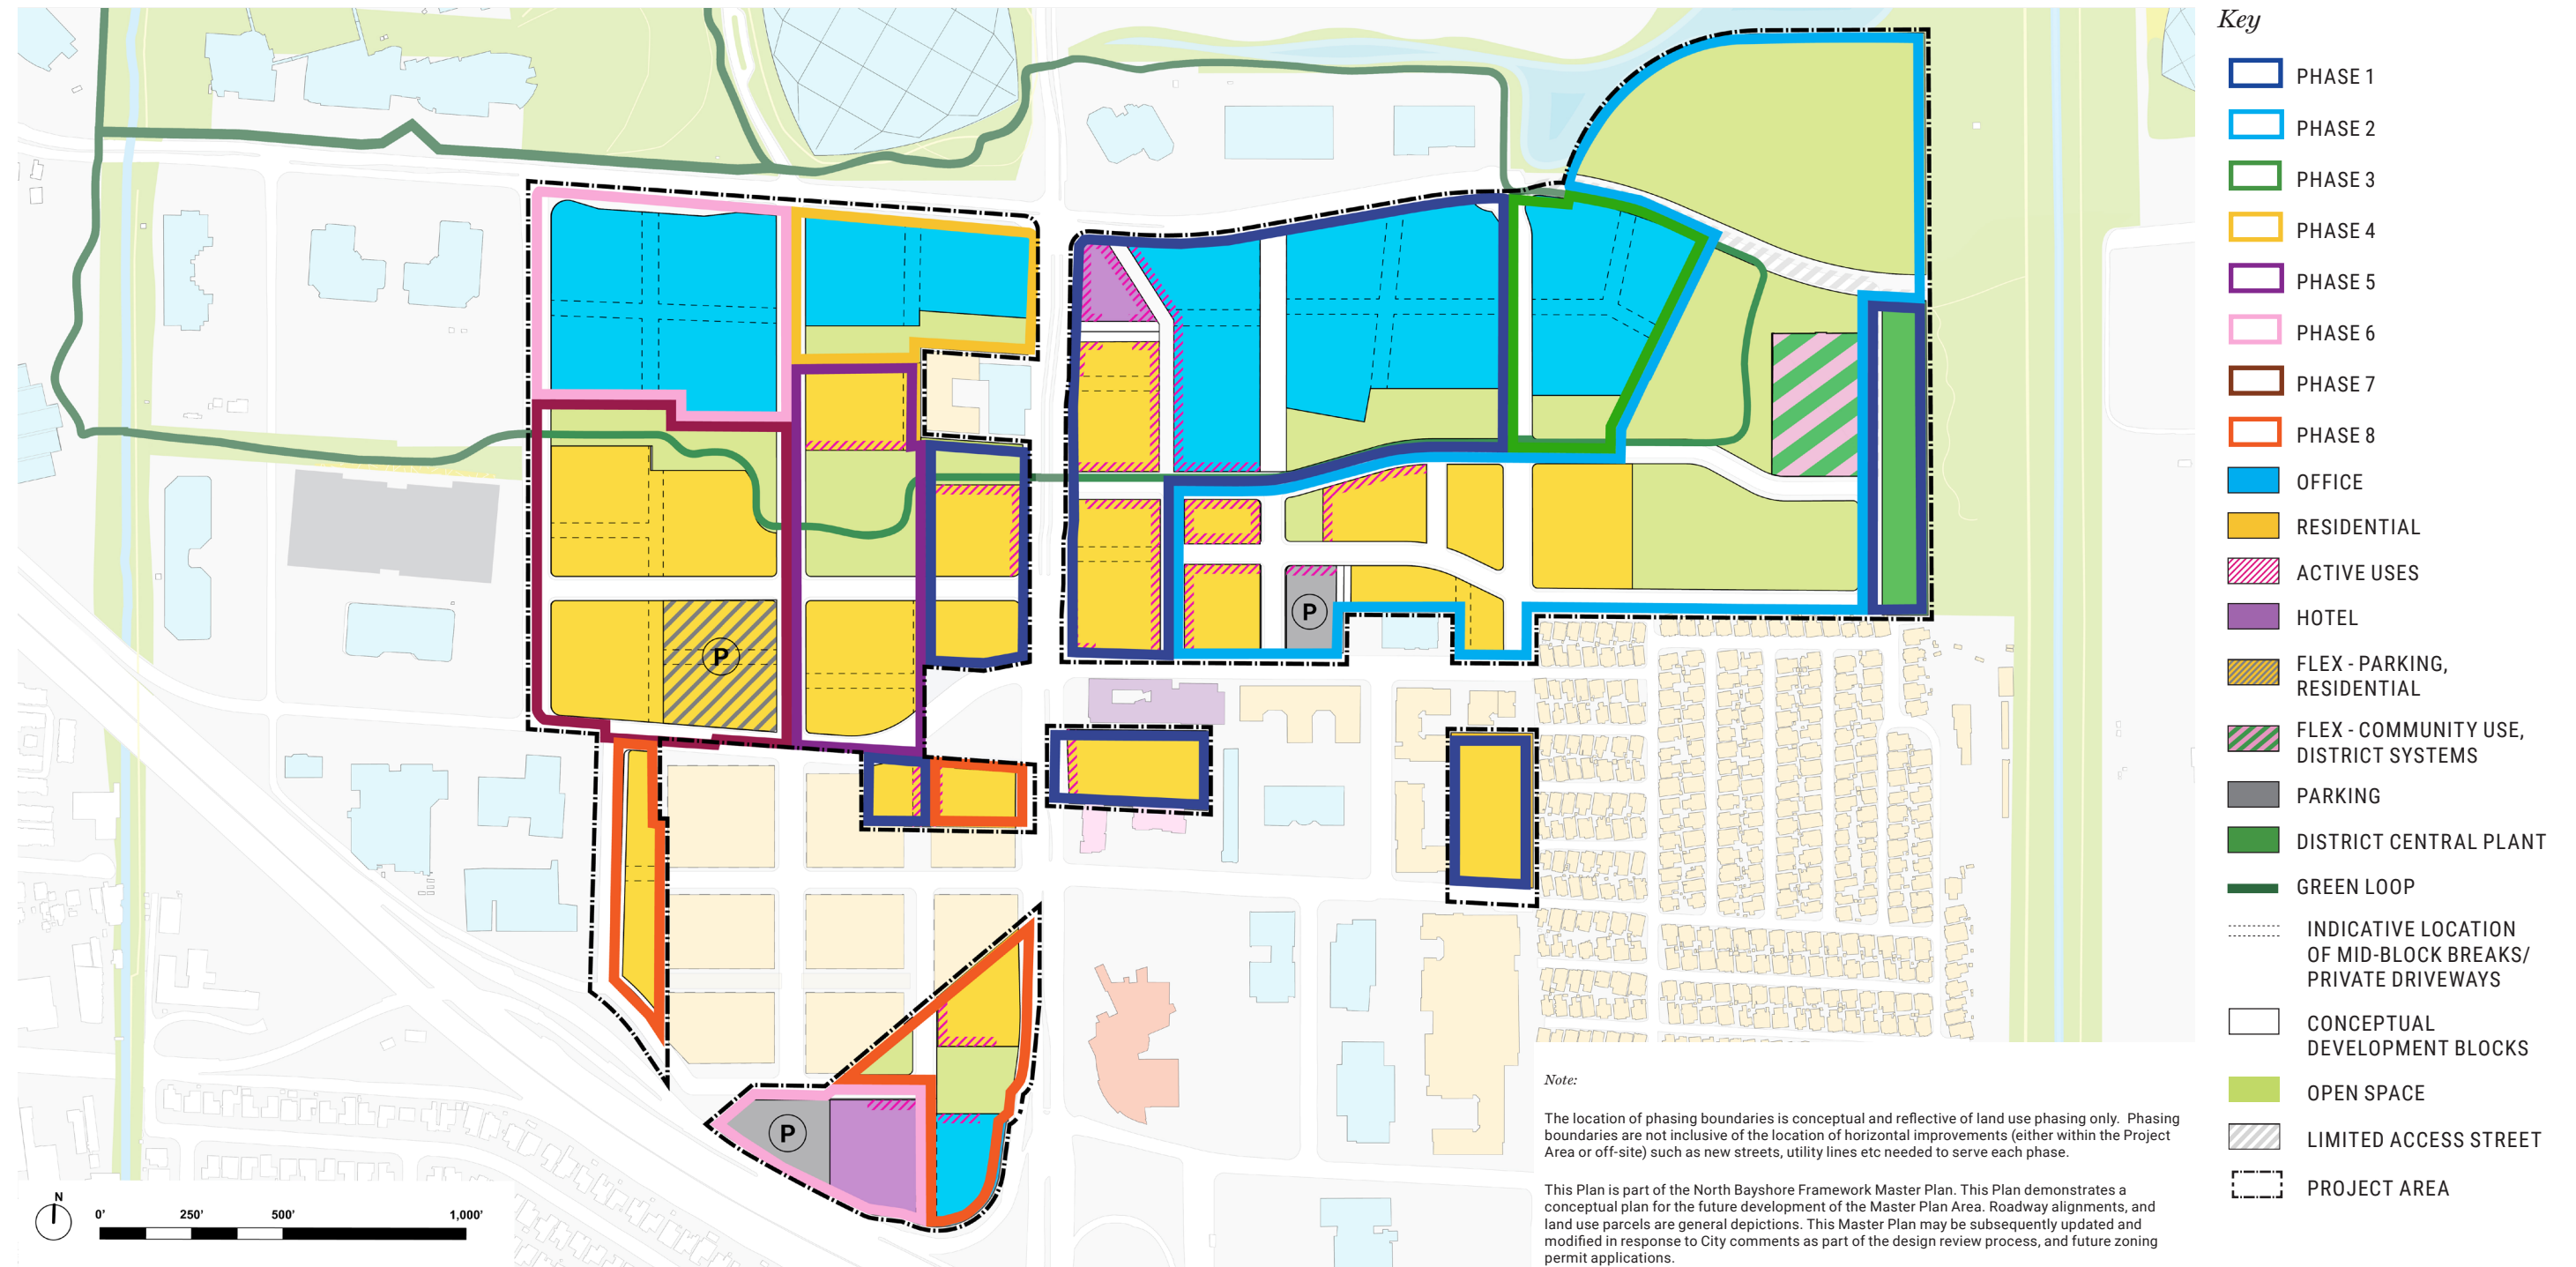 Key
PHASE 1
PHASE 2
PHASE 3
PHASE 4
PHASE 5
PHASE 6
PHASE 7
PHASE 8
OFFICE
RESIDENTIAL
ACTIVE USES
HOTEL
FLEX - PARKING,
RESIDENTIAL
FLEX - COMMUNITY USE,
DISTRICT SYSTEMS
PARKING
DISTRICT CENTRAL PLANT
GREEN LOOP
INDICATIVE LOCATION
OF MID-BLOCK BREAKS/
PRIVATE DRIVEWAYS
CONCEPTUAL
DEVELOPMENT BLOCKS
OPEN SPACE
LIMITED ACCESS STREET
PROJECT AREA
P
P
P
Note:
The location of phasing boundaries is conceptual and reflective of land use phasing only. Phasing
boundaries are not inclusive of the location of horizontal improvements (either within the Project
Area or off-site) such as new streets, utility lines etc needed to serve each phase.
This Plan is part of the North Bayshore Framework Master Plan. This Plan demonstrates a
conceptual plan for the future development of the Master Plan Area. Roadway alignments, and
land use parcels are general depictions. This Master Plan may be subsequently updated and
modified in response to City comments as part of the design review process, and future zoning
permit applications.
N
0' 250' 500' 1,000'